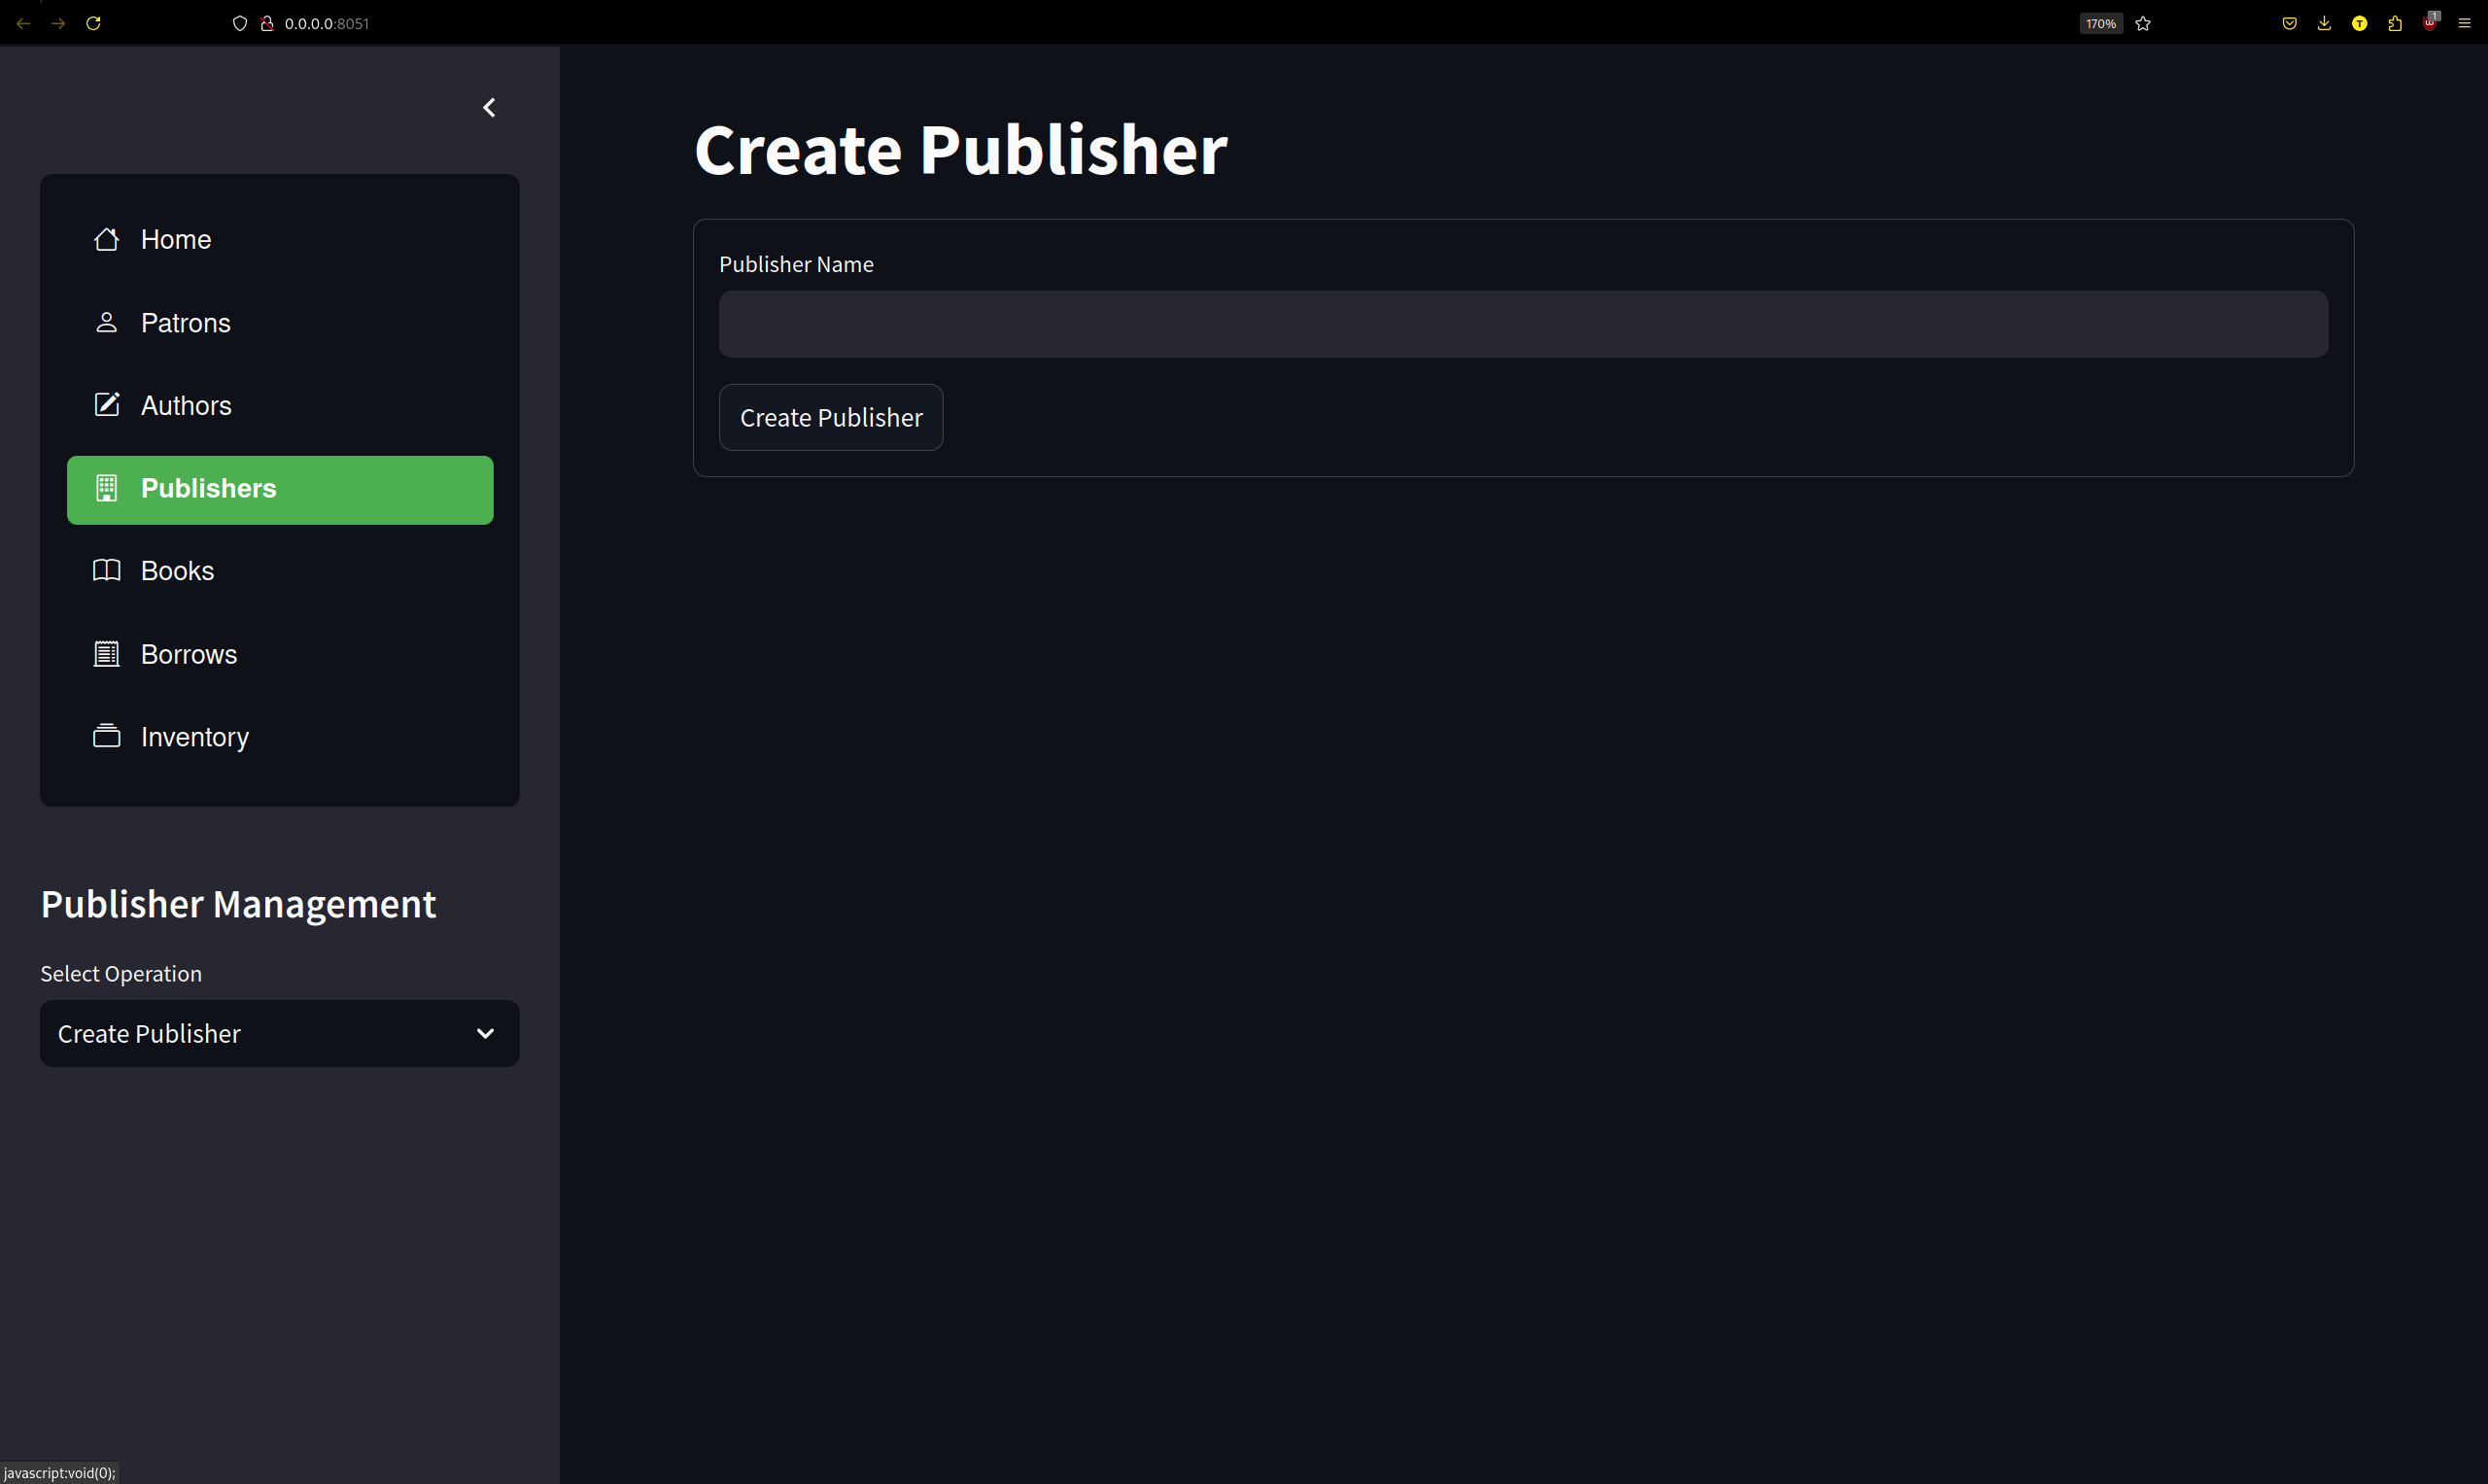 0.0.0.0:8051
170%
T
1
Home
Patrons
Authors
Publishers
Books
Borrows
Inventory
Publisher Management
Select Operation
Create Publisher
Create Publisher
Publisher Name
Create Publisher
javascript:void(0);